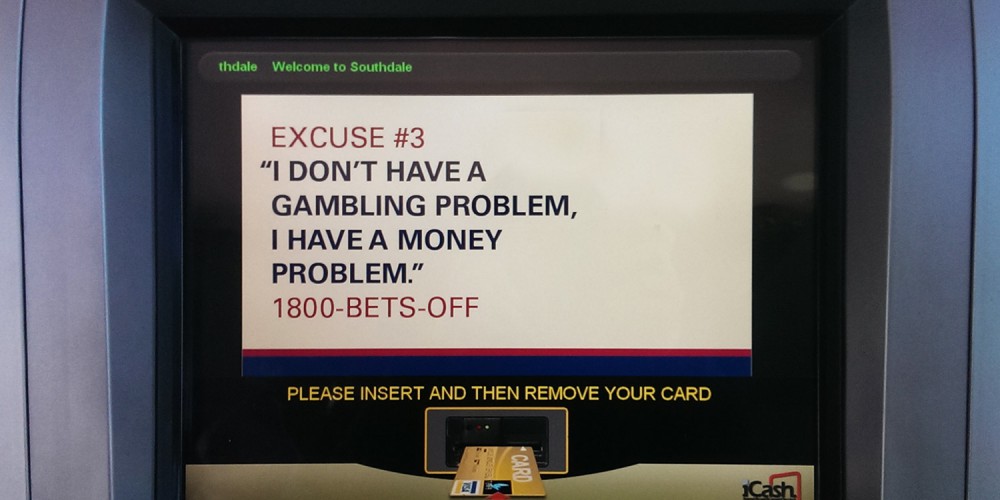 thdale Welcome to Southdale
EXCUSE #3
“I DON’T HAVE A
GAMBLING PROBLEM,
I HAVE A MONEY
PROBLEM.”
1800-BETS-OFF
PLEASE INSERT AND THEN REMOVE YOUR CARD
CARD
VISA
iCash